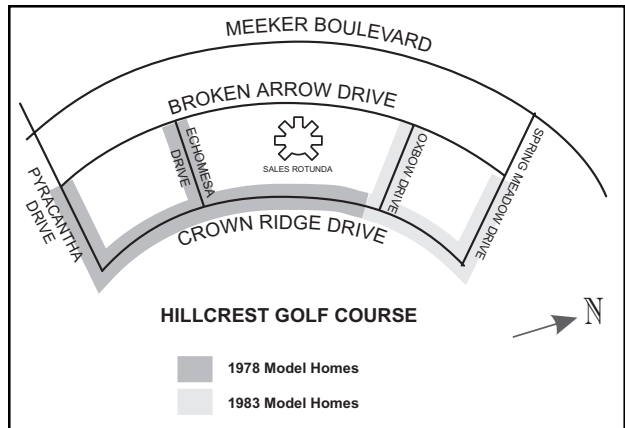 MEEKER BOULEVARD
BROKEN ARROW DRIVE
ECHOMESA
DRIVE
SALES ROTUNDA
OXBOW DRIVE
SPRING MEADOW DRIVE
PYRACANTHA
DRIVE
CROWN RIDGE DRIVE
HILLCREST GOLF COURSE
N
1978 Model Homes
1983 Model Homes